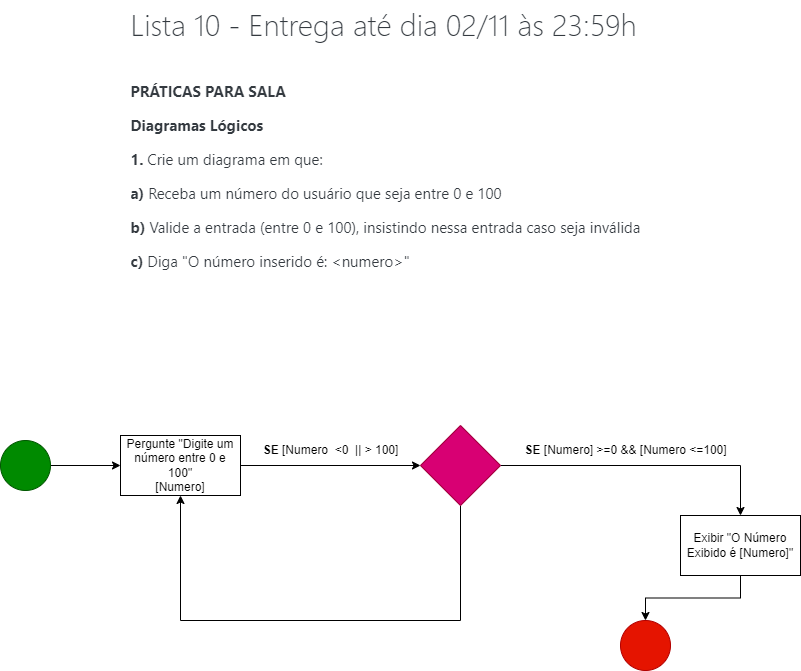 Lista 10 - Entrega até dia 02/11 às 23:59h
PRÁTICAS PARA SALA
Diagramas Lógicos
1. Crie um diagrama em que:
a) Receba um número do usuário que seja entre 0 e 100
b) Valide a entrada (entre 0 e 100), insistindo nessa entrada caso seja inválida
c) Diga "O número inserido é: <numero>"
Pergunte "Digite um
número entre 0 e
100"
[Numero]
SE [Numero <0 || > 100]
SE [Numero] >=0 && [Numero <=100]
Exibir "O Número
Exibido é [Numero]"